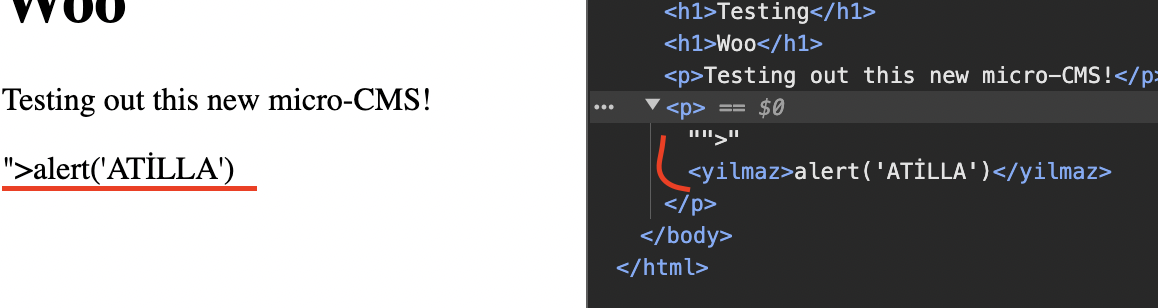 Woo
Testing out this new micro-CMS!
">alert('ATİLLA')
<h1>Testing</h1>
<h1>Woo</h1>
<p>Testing out this new micro-CMS!</p>
••• ▼<p> == $0
"">"
<yilmaz>alert('ATİLLA')</yilmaz>
</p>
</body>
</html>